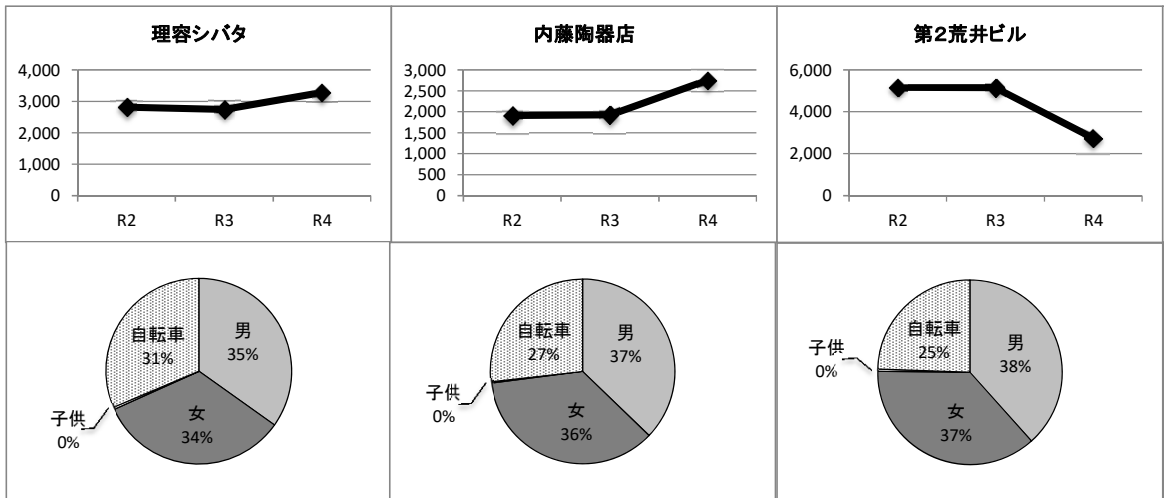 理容シバタ
4,000
3,000
2,000
1,000
0
R2 R3 R4
内藤陶器店
3,000
2,500
2,000
1,500
1,000
500
0
R2 R3 R4
第2荒井ビル
6,000
4,000
2,000
0
R2 R3 R4
自転車
31%
男
35%
子供
0%
女
34%
自転車
27%
男
37%
子供
0%
女
36%
自転車
25%
男
38%
子供
0%
女
37%